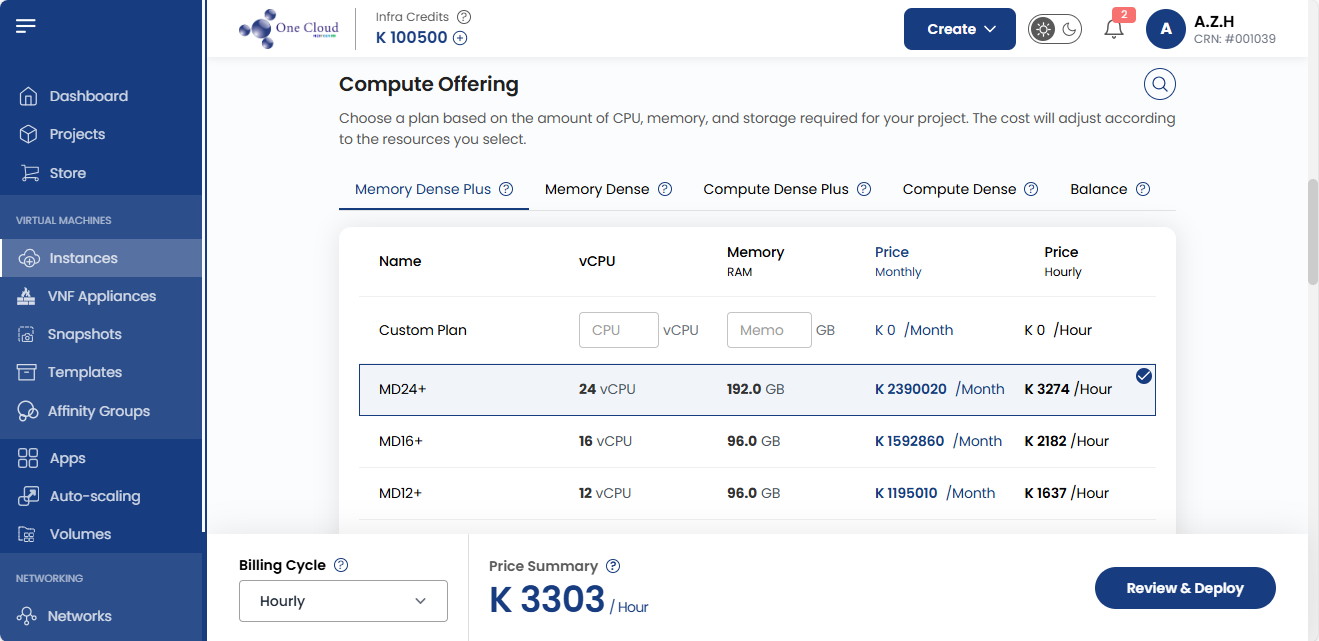 One Cloud
Infra Credits
K 100500
Create
2
A
A.Z.H
CRN: #001039
Dashboard
Projects
Store
VIRTUAL MACHINES
Instances
VNF Appliances
Snapshots
Templates
Affinity Groups
Apps
Auto-scaling
Volumes
NETWORKING
Networks
Compute Offering
Choose a plan based on the amount of CPU, memory, and storage required for your project. The cost will adjust according
to the resources you select.
Memory Dense Plus ? Memory Dense ? Compute Dense Plus ? Compute Dense ? Balance ?
Name vCPU Memory RAM Price Monthly Price Hourly
Custom Plan CPU vCPU Memo GB K 0 /Month K 0 /Hour
MD24+ 24 vCPU 192.0 GB K 2390020 /Month K 3274 /Hour
MD16+ 16 vCPU 96.0 GB K 1592860 /Month K 2182 /Hour
MD12+ 12 vCPU 96.0 GB K 1195010 /Month K 1637 /Hour
Billing Cycle ?
Hourly
Price Summary ?
K 3303 / Hour
Review & Deploy